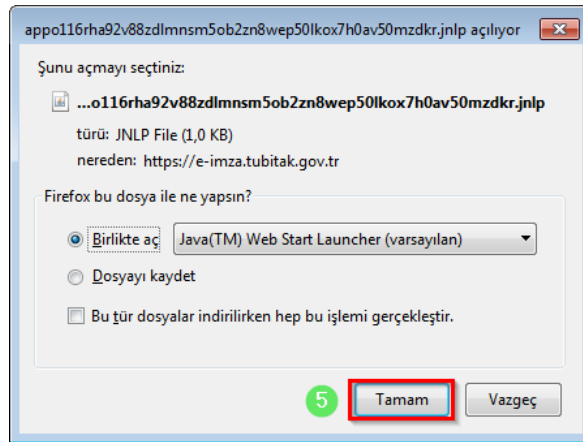 appo116rha92v88zdlmnsm5ob2zn8wep50lkox7h0av50mzdkr.jnlp açılıyor
Şunu açmayı seçtiniz:
...o116rha92v88zdlmnsm5ob2zn8wep50lkox7h0av50mzdkr.jnlp
türü: JNLP File (1,0 KB)
nereden: https://e-imza.tubitak.gov.tr
Firefox bu dosya ile ne yapsın?
Birlikte aç Java(TM) Web Start Launcher (varsayılan)
Dosyayı kaydet
Bu tür dosyalar indirilirken hep bu işlemi gerçekleştir.
5 Tamam Vazgeç